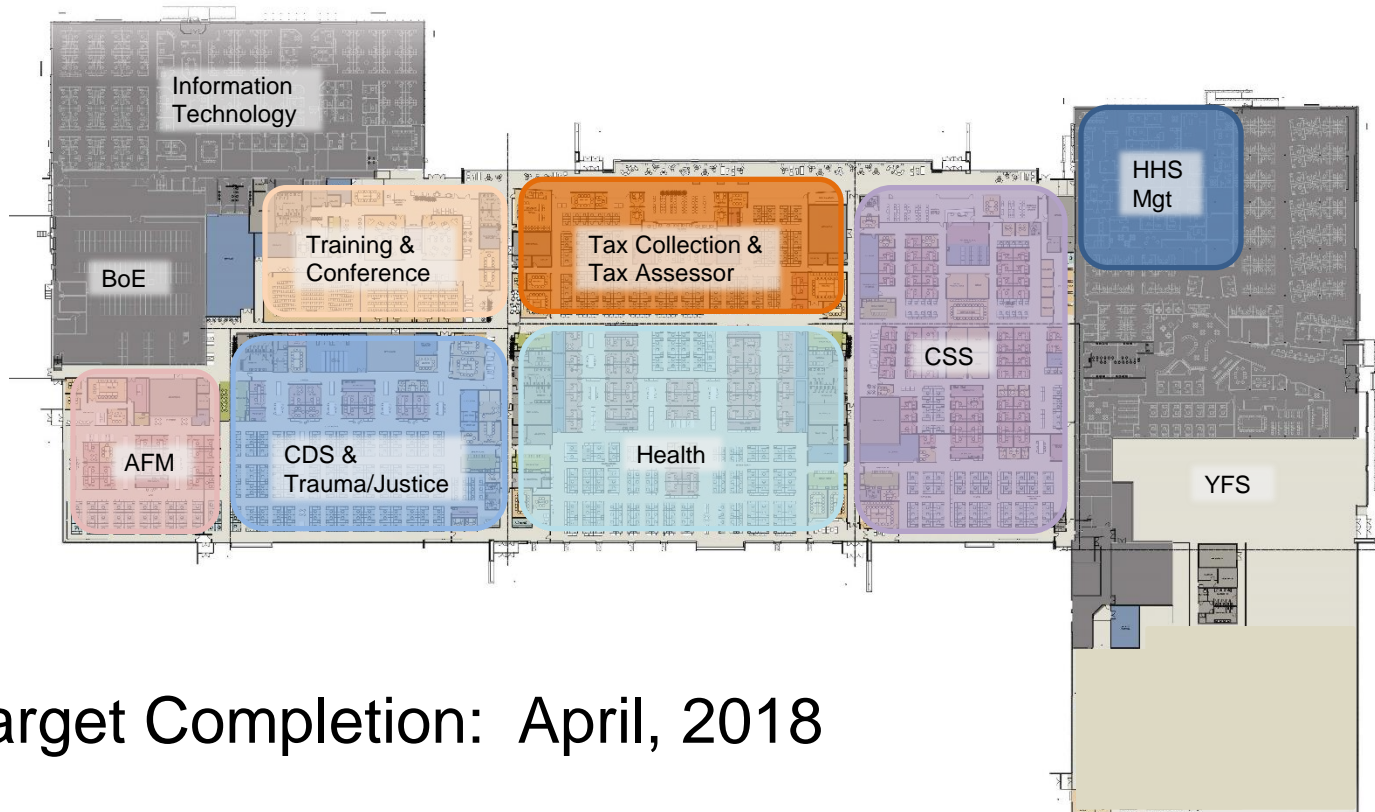 Information
Technology
HHS
Mgt
Training &
Conference
Tax Collection &
Tax Assessor
BoE
CSS
AFM
CDS &
Trauma/Justice
Health
YFS
arget Completion: April, 2018